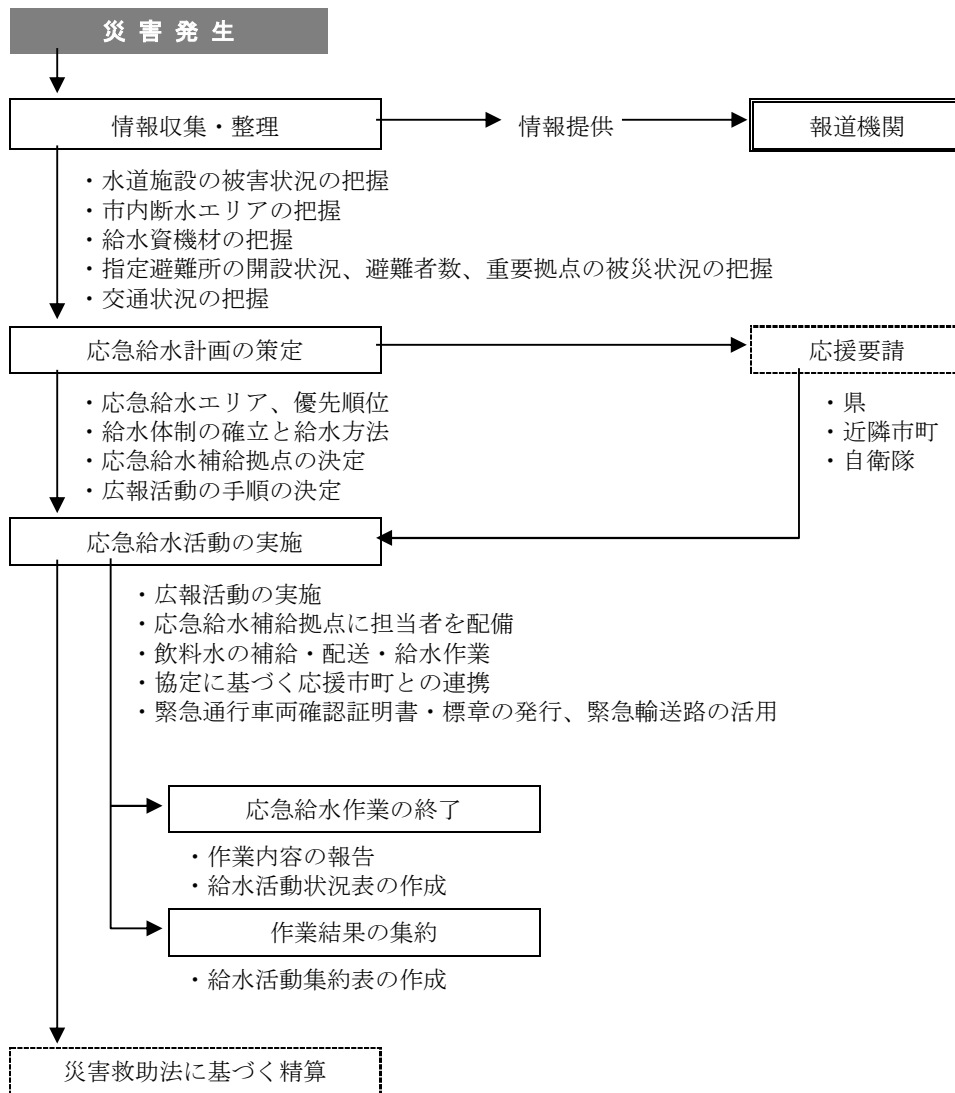 災害発生
情報収集・整理
情報提供
報道機関
・水道施設の被害状況の把握
・市内断水エリアの把握
・給水資機材の把握
・指定避難所の開設状況、避難者数、重要拠点の被災状況の把握
・交通状況の把握
応急給水計画の策定
応援要請
・応急給水エリア、優先順位
・給水体制の確立と給水方法
・応急給水補給拠点の決定
・広報活動の手順の決定
・県
・近隣市町
・自衛隊
応急給水活動の実施
・広報活動の実施
・応急給水補給拠点に担当者を配備
・飲料水の補給・配送・給水作業
・協定に基づく応援市町との連携
・緊急通行車両確認証明書・標章の発行、緊急輸送路の活用
応急給水作業の終了
・作業内容の報告
・給水活動状況表の作成
作業結果の集約
・給水活動集約表の作成
災害救助法に基づく精算